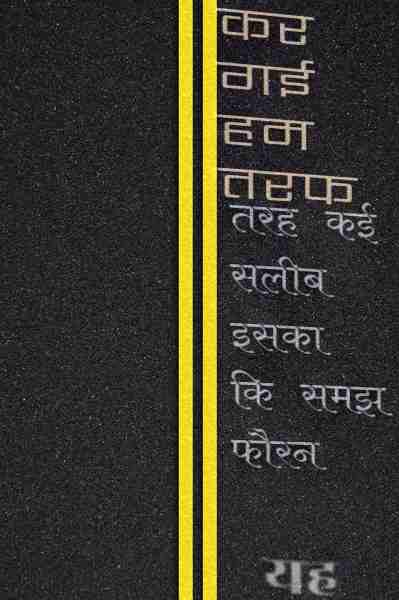 कर
गई
हम
तरफ
तरह कई
सलीब
इसका
कि समझ
फौरन
यह